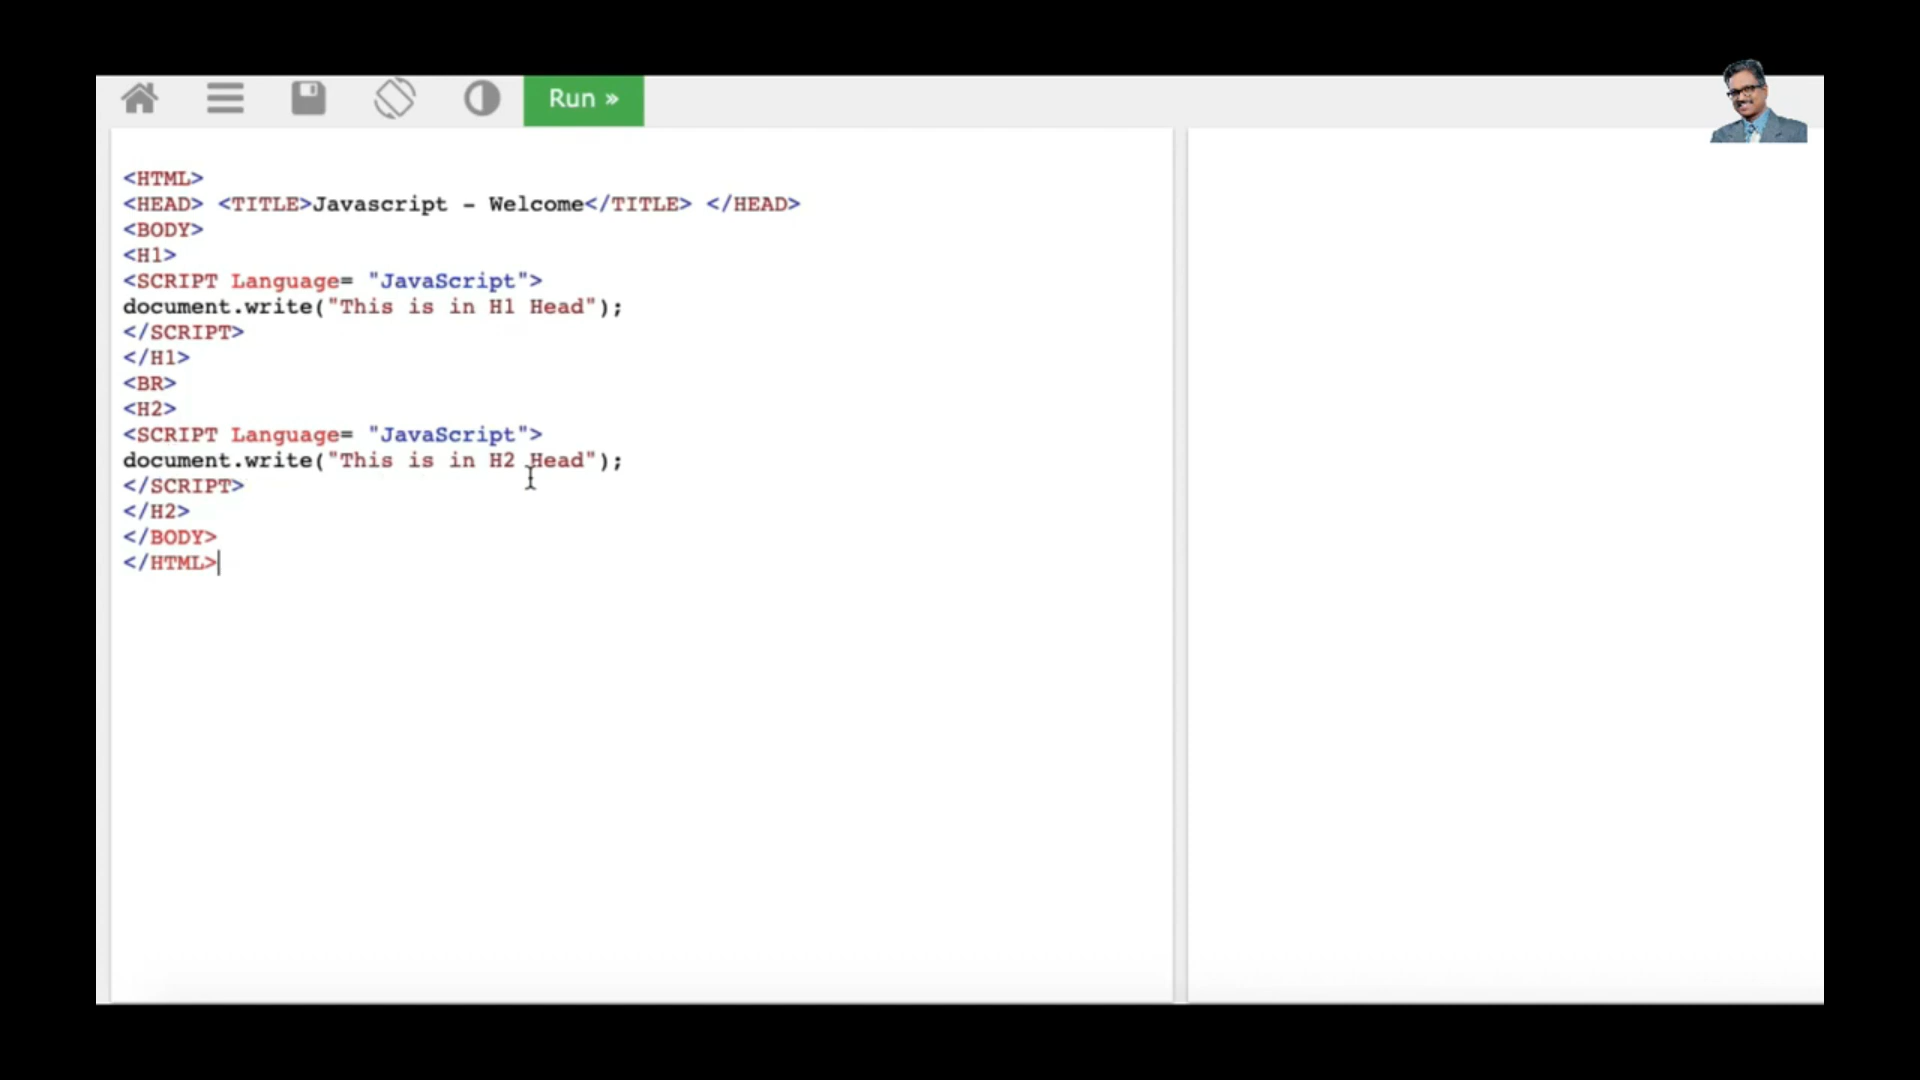 Run »
<HTML>
<HEAD> <TITLE>Javascript - Welcome</TITLE> </HEAD>
<BODY>
<H1>
<SCRIPT Language= "JavaScript">
document.write("This is in H1 Head");
</SCRIPT>
</H1>
<BR>
<H2>
<SCRIPT Language= "JavaScript">
document.write("This is in H2 Head");
</SCRIPT>
</H2>
</BODY>
</HTML>